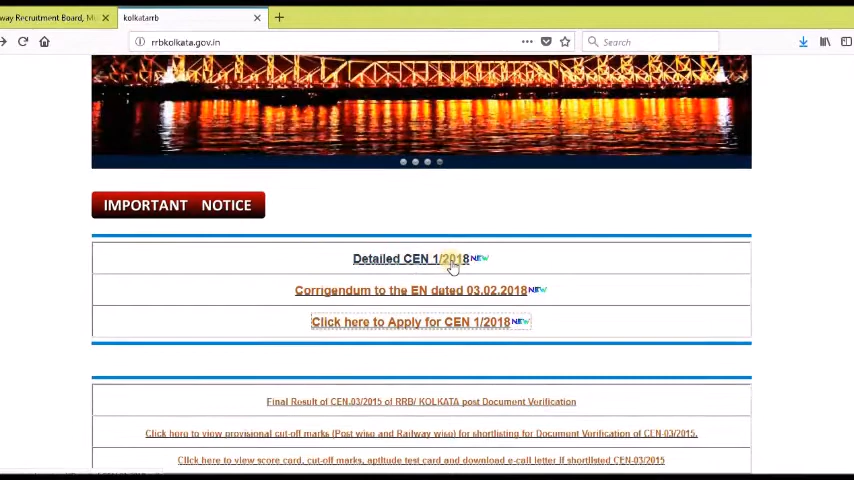 way Recruitment Board, Mu
kolkatarrb
rrbkolkata.gov.in
Search
IMPORTANT NOTICE
Detailed CEN 1/2018 NEW
Corrigendum to the EN dated 03.02.2018 NEW
Click here to Apply for CEN 1/2018 NEW
Final Result of CEN-03/2015 of RRB/ KOLKATA post Document Verification
Click here to view provisional cut-off marks (Post wise and Railway wise) for shortlisting for Document Verification of CEN-03/2015.
Click here to view score card, cut-off marks, aptitude test card and download e-call letter if shortlisted CEN-03/2015